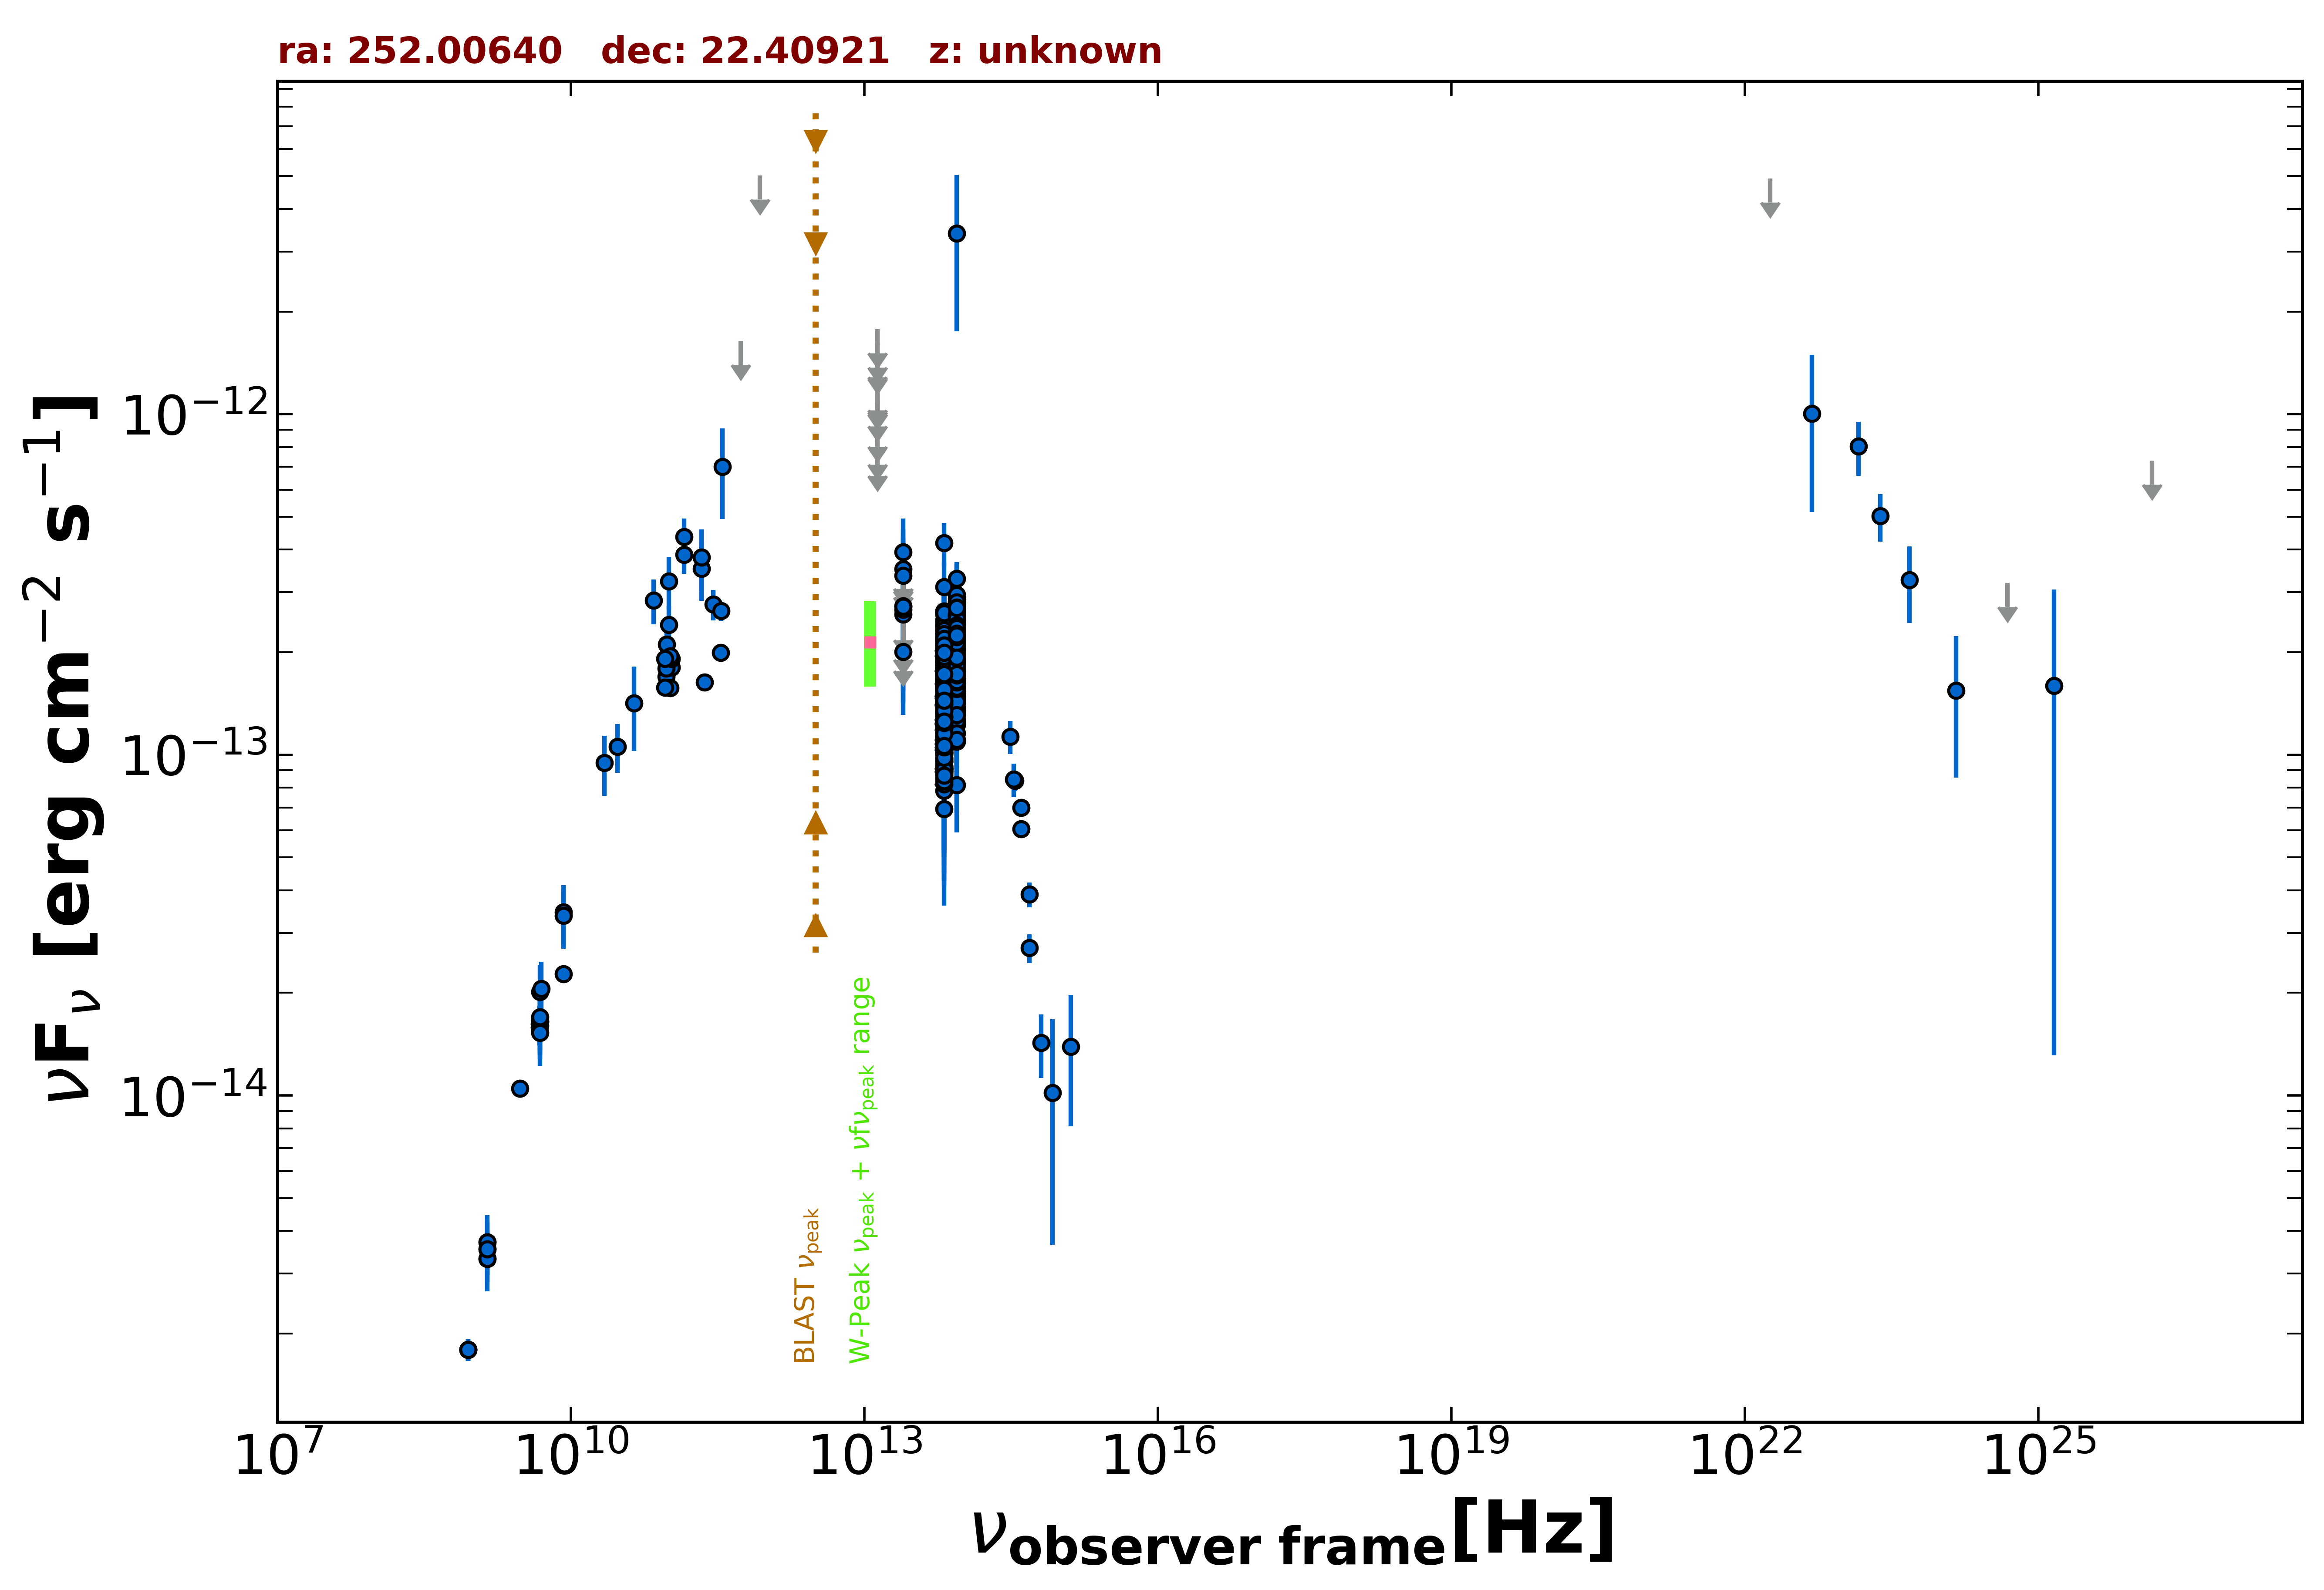 ra: 252.00640 dec: 22.40921 z: unknown
νFν [erg cm−2 s−1]
10−12
10−13
10−14
BLAST νpeak
W-Peak νpeak + νfνpeak range
107 1010 1013 1016 1019 1022 1025
νobserver frame[Hz]